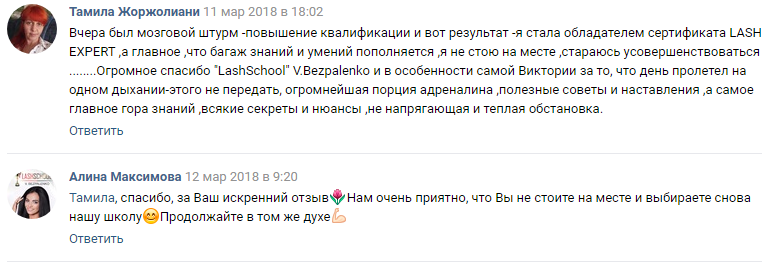 Тамила Жоржолиани 11 мар 2018 в 18:02
Вчера был мозговой штурм -повышение квалификации и вот результат -я стала обладателем сертификата LASH
EXPERT ,а главное ,что багаж знаний и умений пополняется ,я не стою на месте ,стараюсь усовершенствоваться
........Огромное спасибо "LashSchool" V.Bezpalenko и в особенности самой Виктории за то, что день пролетел на
одном дыхании-этого не передать, огромнейшая порция адреналина ,полезные советы и наставления ,а самое
главное гора знаний ,всякие секреты и нюансы ,не напрягающая и теплая обстановка.
Ответить
LASHSCHOOL
V. BEZPALENKO
Алина Максимова 12 мар 2018 в 9:20
Тамила, спасибо, за Ваш искренний отзыв🌷Нам очень приятно, что Вы не стоите на месте и выбираете снова
нашу школу😊Продолжайте в том же духе💪🏻
Ответить